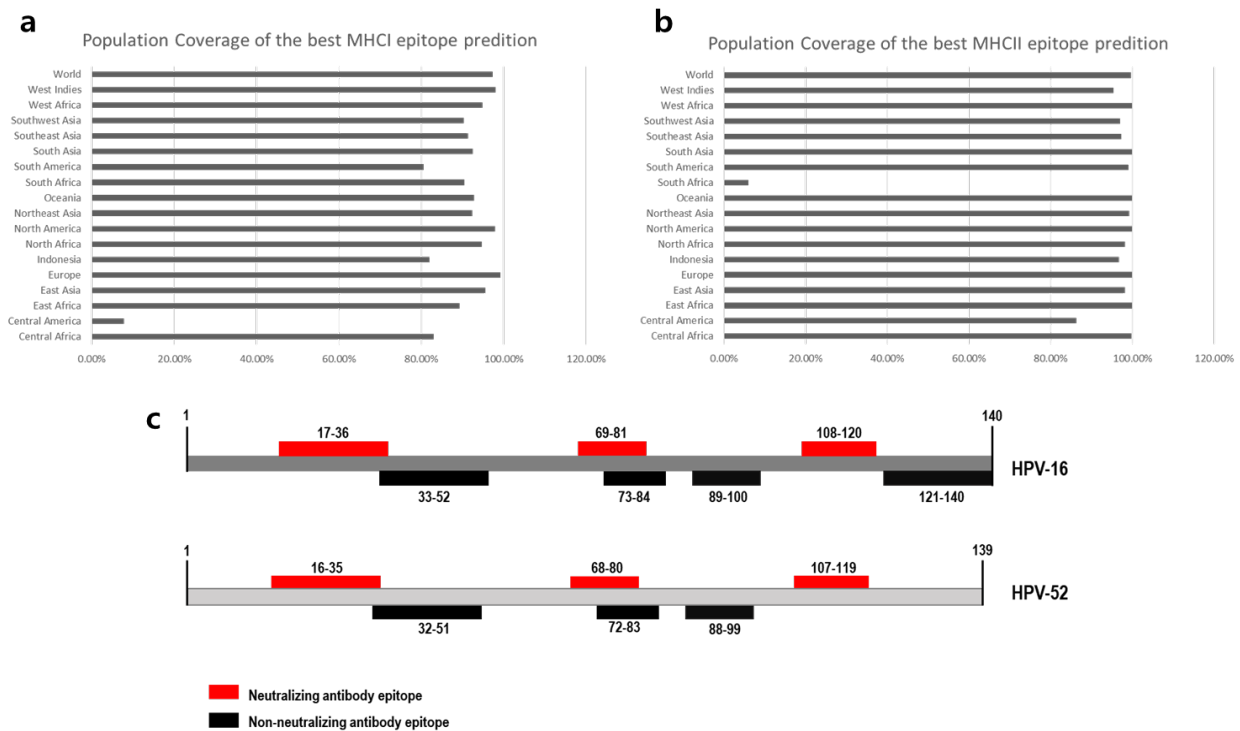 a
Population Coverage of the best MHCI epitope predition
World
West Indies
West Africa
Southwest Asia
Southeast Asia
South Asia
South America
South Africa
Oceania
Northeast Asia
North America
North Africa
Indonesia
Europe
East Asia
East Africa
Central America
Central Africa
0.00% 20.00% 40.00% 60.00% 80.00% 100.00% 120.00%
b
Population Coverage of the best MHCII epitope predition
World
West Indies
West Africa
Southwest Asia
Southeast Asia
South Asia
South America
South Africa
Oceania
Northeast Asia
North America
North Africa
Indonesia
Europe
East Asia
East Africa
Central America
Central Africa
0.00% 20.00% 40.00% 60.00% 80.00% 100.00% 120.00%
c
1 140
17-36 69-81 108-120
HPV-16
33-52 73-84 89-100 121-140
1 139
16-35 68-80 107-119
HPV-52
32-51 72-83 88-99
Neutralizing antibody epitope
Non-neutralizing antibody epitope